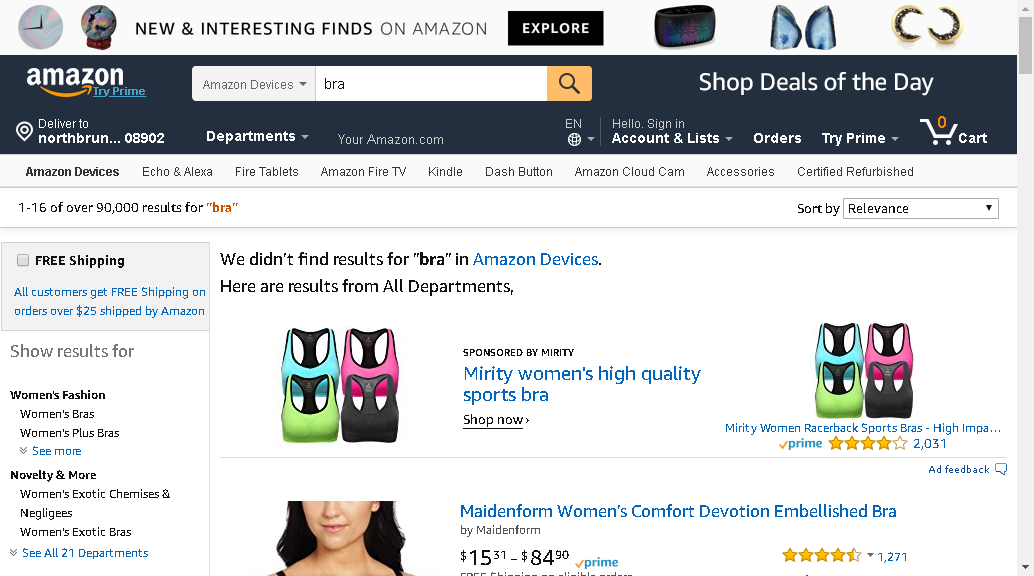 NEW & INTERESTING FINDS ON AMAZON EXPLORE
amazon
Try Prime
Amazon Devices bra
Shop Deals of the Day
Deliver to
northbrun... 08902
Departments
Your Amazon.com
EN
Hello. Sign in
Account & Lists
Orders
Try Prime
0
Cart
Amazon Devices Echo & Alexa Fire Tablets Amazon Fire TV Kindle Dash Button Amazon Cloud Cam Accessories Certified Refurbished
1-16 of over 90,000 results for "bra"
Sort by Relevance
FREE Shipping
All customers get FREE Shipping on
orders over $25 shipped by Amazon
Show results for
Women's Fashion
Women's Bras
Women's Plus Bras
See more
Novelty & More
Women's Exotic Chemises &
Negligees
Women's Exotic Bras
See All 21 Departments
We didn't find results for "bra" in Amazon Devices.
Here are results from All Departments,
SPONSORED BY MIRITY
Mirity women's high quality
sports bra
Shop now ›
Mirity Women Racerback Sports Bras - High Impa...
prime 2,031
Ad feedback
Maidenform Women's Comfort Devotion Embellished Bra
by Maidenform
$15 31 - $84 90 prime
1,271
FREE Shipping on eligible orders